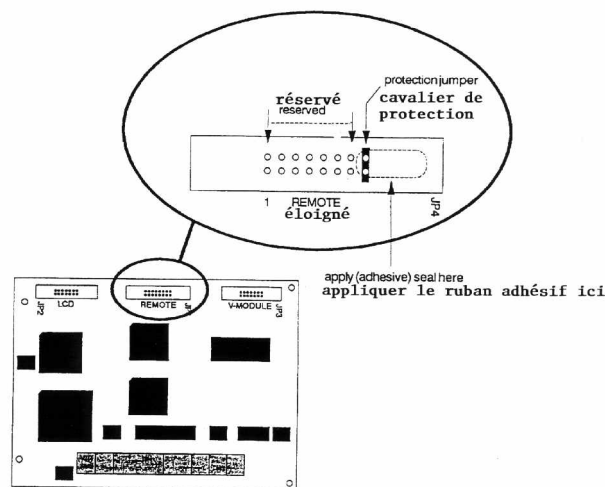 protection jumper
cavalier de
protection
réservé
reserved
1 REMOTE
éloigné
JP4
apply (adhesive) seal here
appliquer le ruban adhésif ici
JP2
LCD
REMOTE
V-MODULE
JP3